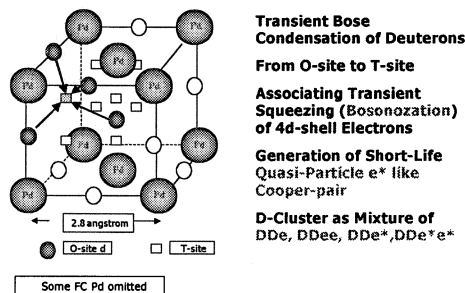 Transient Bose
Condensation of Deuterons
From O-site to T-site
Associating Transient
Squeezing (Bosonozation)
of 4d-shell Electrons
Generation of Short-Life
Quasi-Particle e* like
Cooper-pair
D-Cluster as Mixture of
DDe, DDee, DDe*,DDe*e*
Pd
Pd
Pd
Pd
Pd
Pd
Pd
Pd
Pd
Pd
2.8 angstrom
O-site d
T-site
Some FC Pd omitted